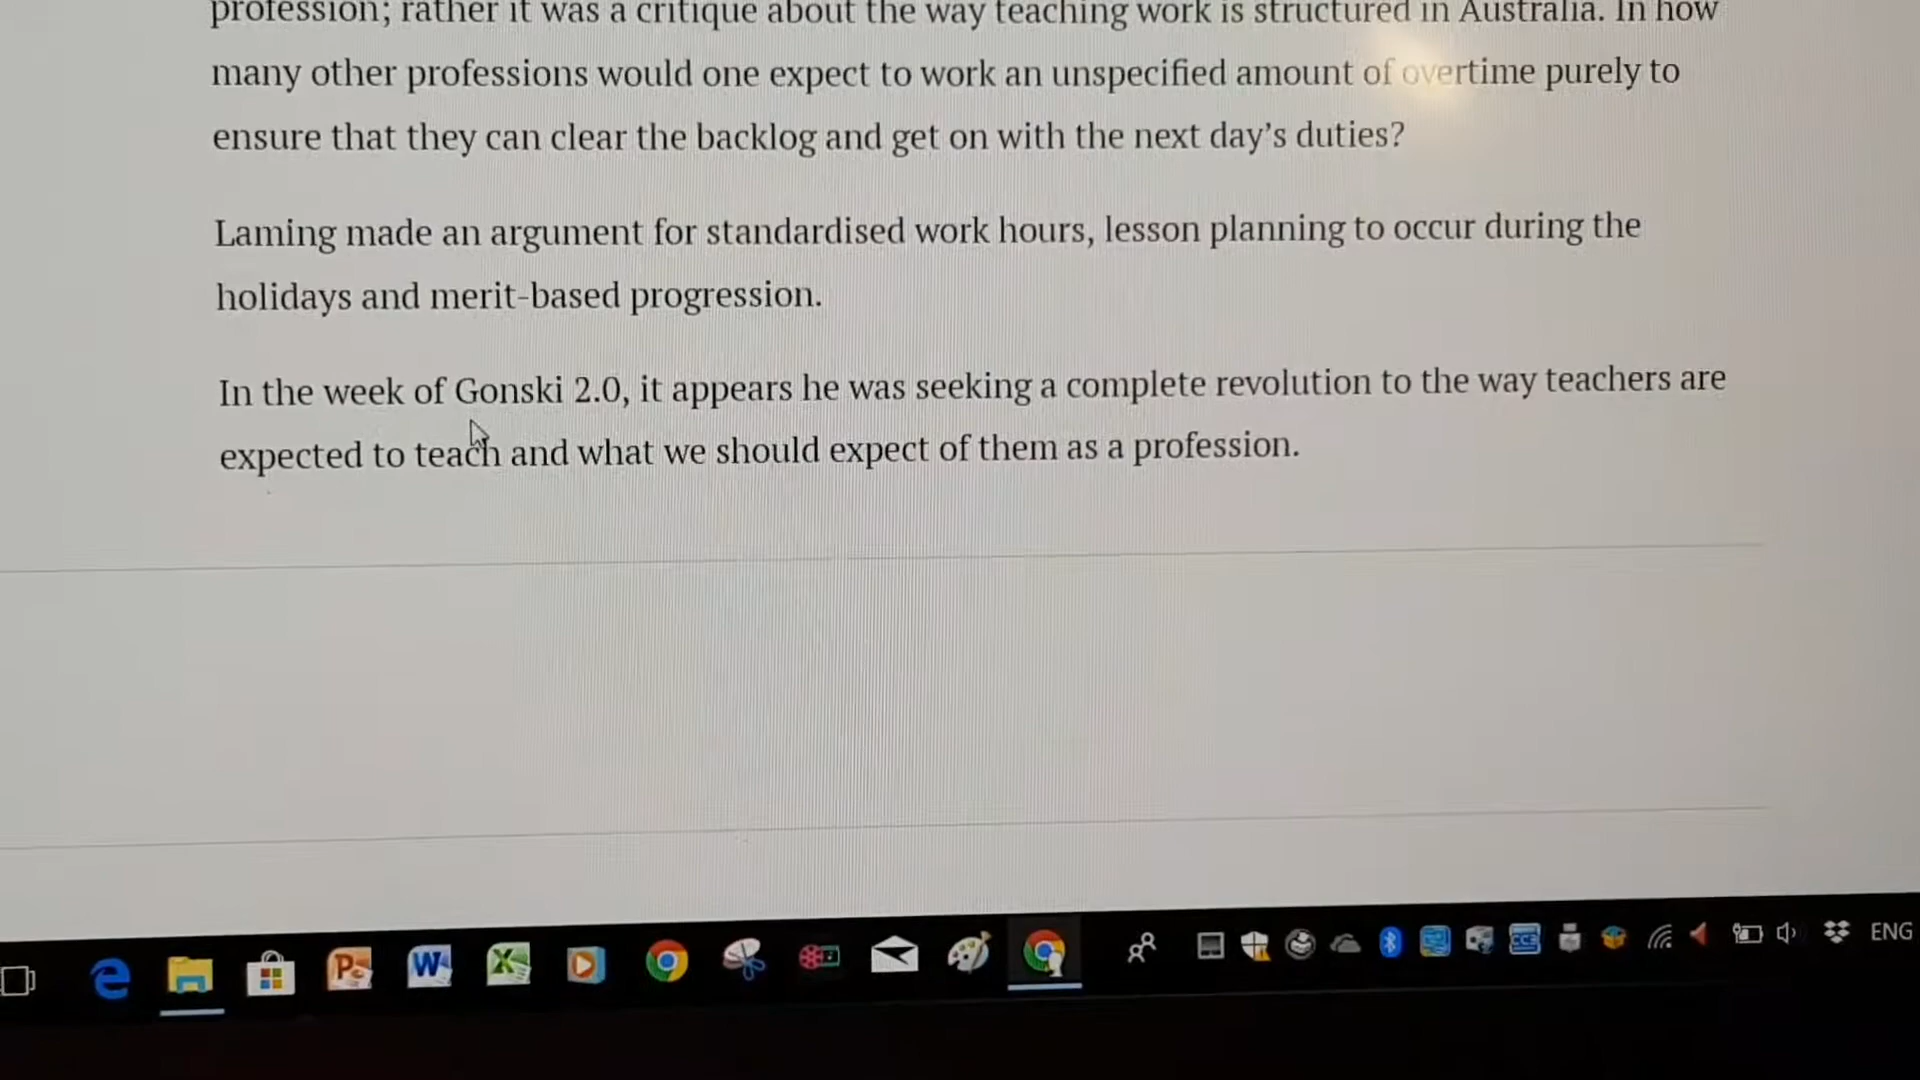 profession; rather it was a critique about the way teaching work is structured in Australia. In how
many other professions would one expect to work an unspecified amount of overtime purely to
ensure that they can clear the backlog and get on with the next day’s duties?
Laming made an argument for standardised work hours, lesson planning to occur during the
holidays and merit-based progression.
In the week of Gonski 2.0, it appears he was seeking a complete revolution to the way teachers are
expected to teach and what we should expect of them as a profession.
ENG